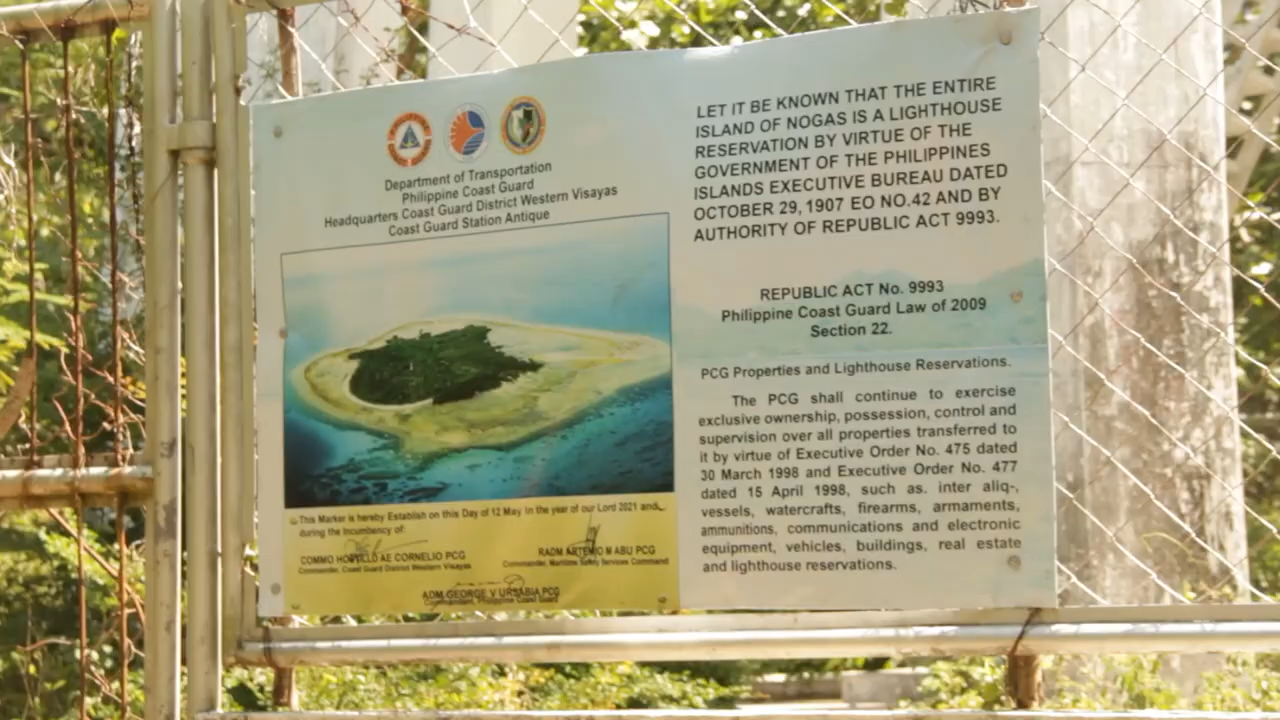 Department of Transportation
Philippine Coast Guard
Headquarters Coast Guard District Western Visayas
Coast Guard Station Antique
This Marker is hereby Establish on this Day of 12 May. In the year of our Lord 2021 and
during the Incumbency of:
COMMO AE CORNELIO PCG
Commander, Coast Guard District Western Visayas
RADM ARTEMIO M ABU PCG
Commander, Maritime Safety Services Command
ADM GEORGE V URSABIA PCG
Commandant, Philippine Coast Guard
LET IT BE KNOWN THAT THE ENTIRE
ISLAND OF NOGAS IS A LIGHTHOUSE
RESERVATION BY VIRTUE OF THE
GOVERNMENT OF THE PHILIPPINES
ISLANDS EXECUTIVE BUREAU DATED
OCTOBER 29, 1907 EO NO.42 AND BY
AUTHORITY OF REPUBLIC ACT 9993.
REPUBLIC ACT No. 9993
Philippine Coast Guard Law of 2009
Section 22.
PCG Properties and Lighthouse Reservations.
The PCG shall continue to exercise
exclusive ownership, possession, control and
supervision over all properties transferred to
it by virtue of Executive Order No. 475 dated
30 March 1998 and Executive Order No. 477
dated 15 April 1998, such as. inter aliq-,
vessels, watercrafts, firearms, armaments,
ammunitions, communications and electronic
equipment, vehicles, buildings, real estate
and lighthouse reservations.